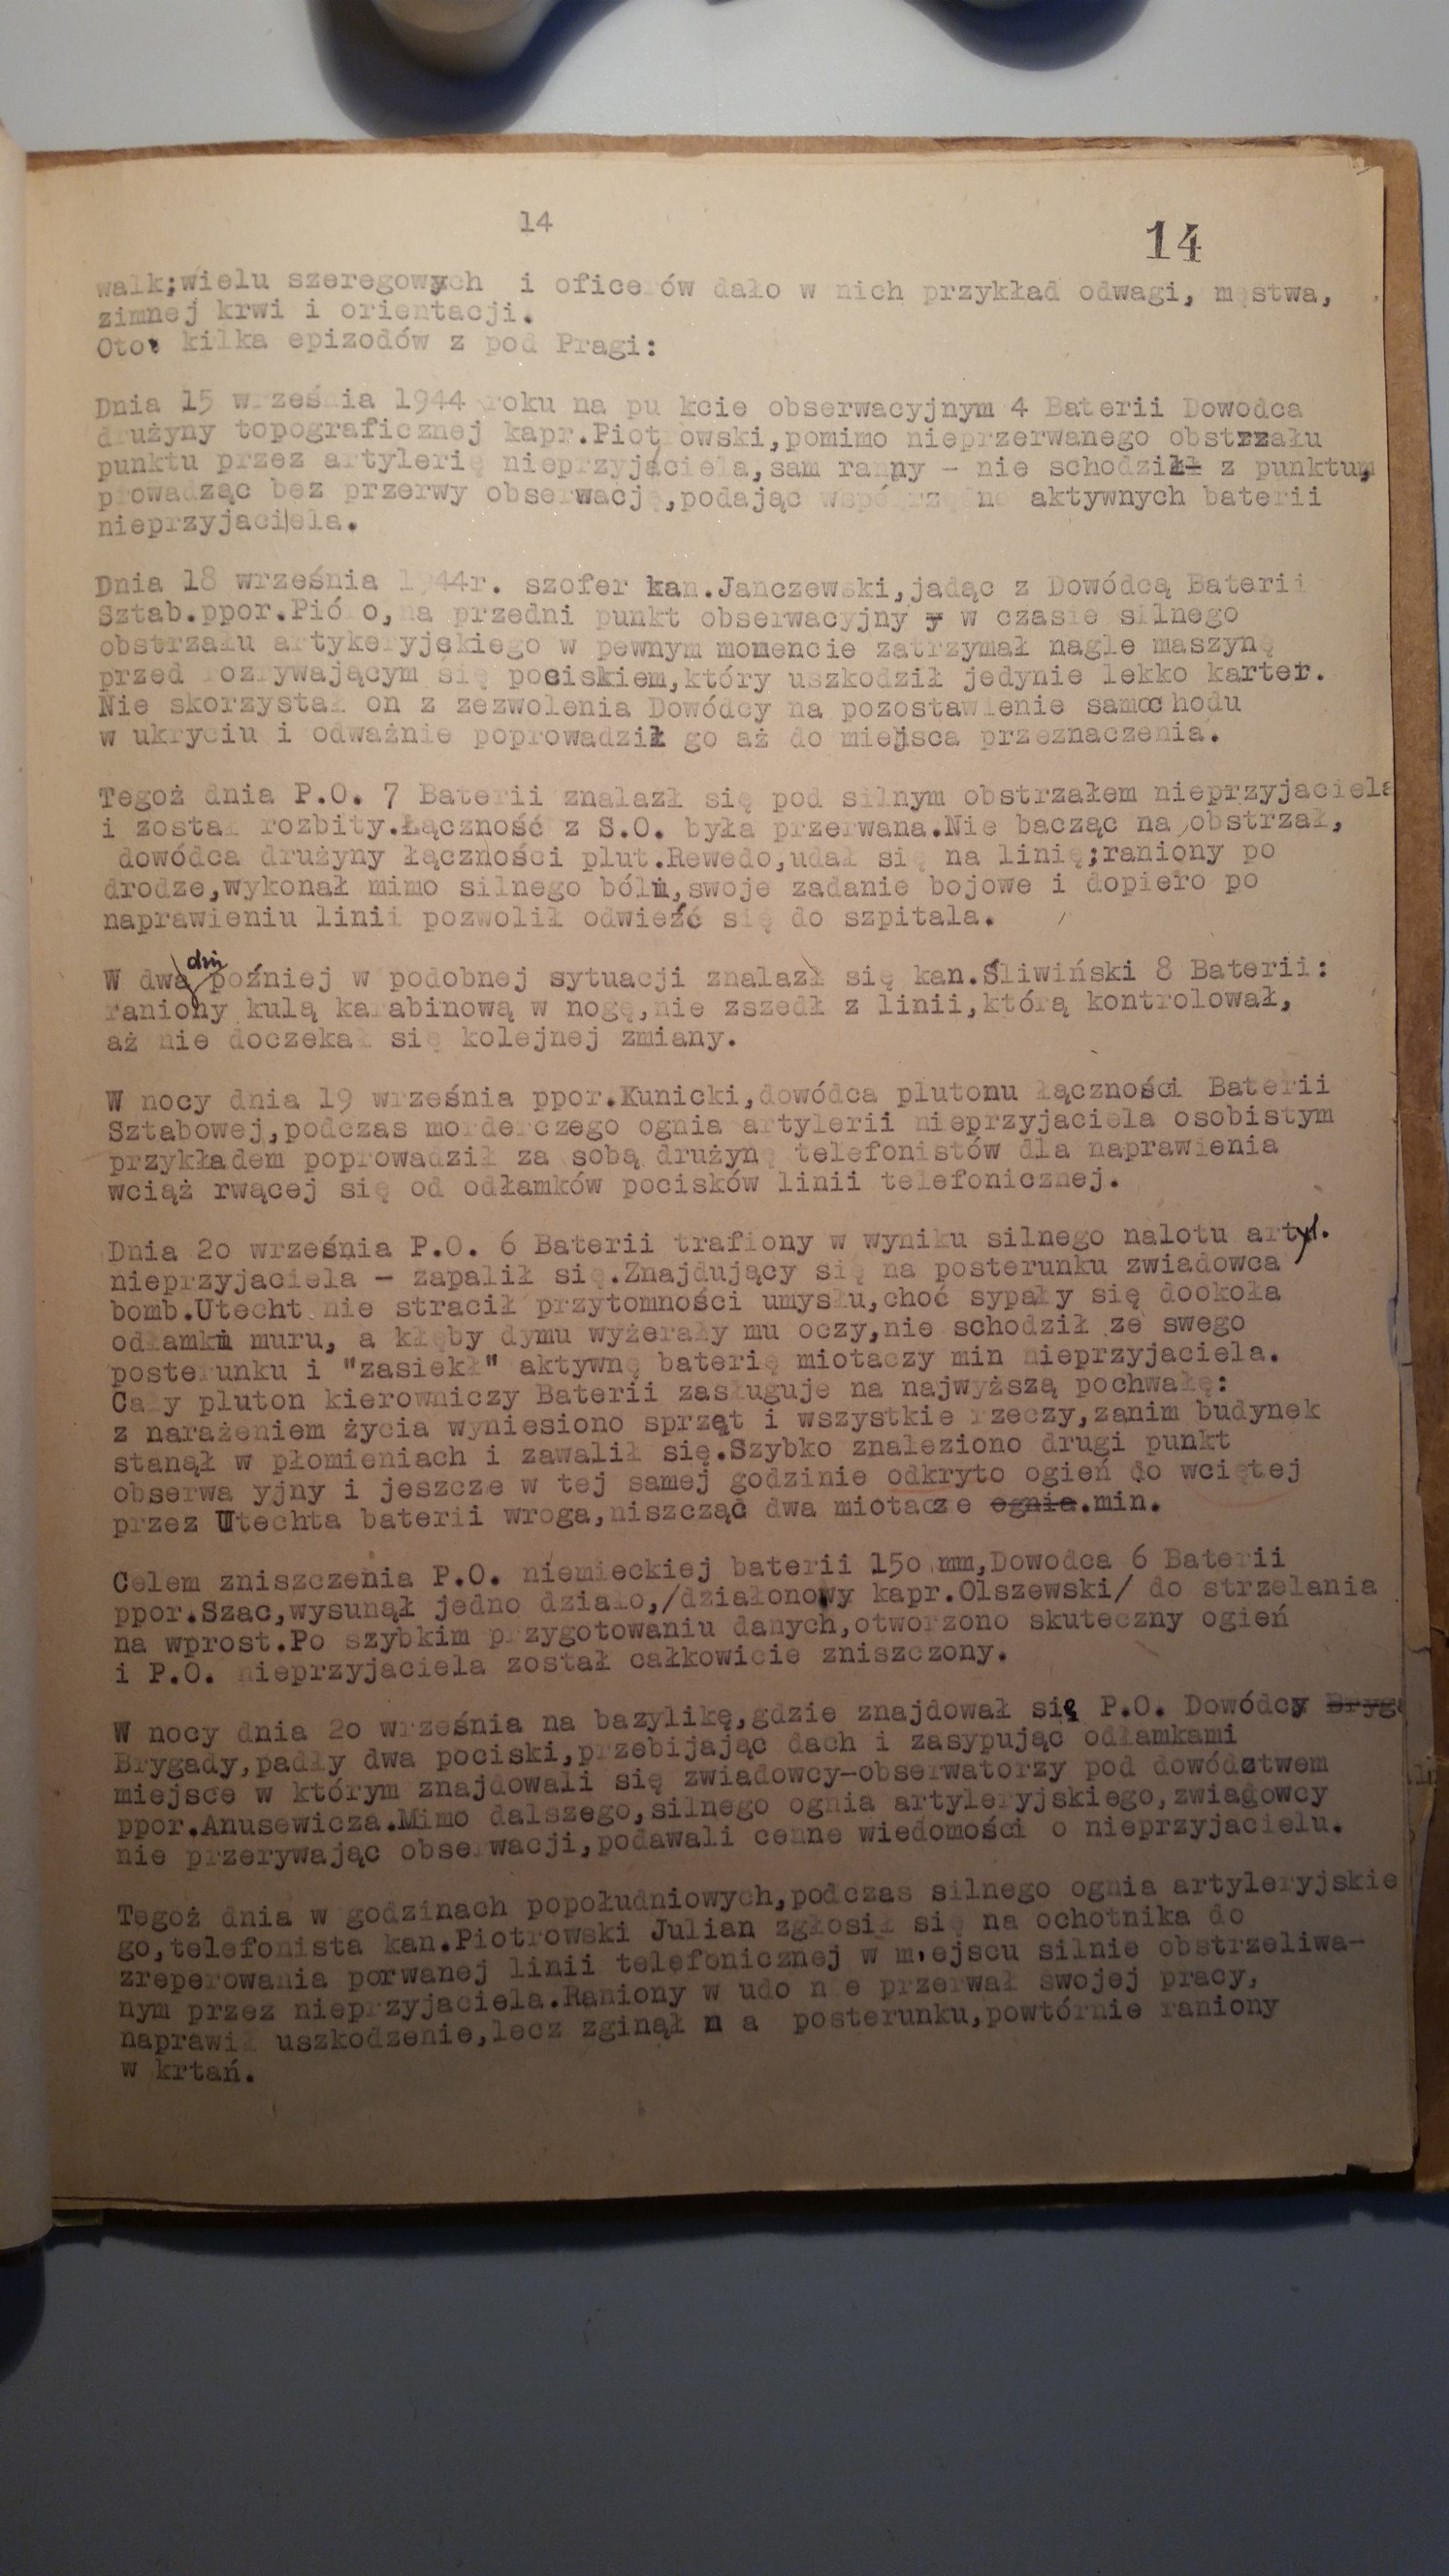 14
14
walk;wielu szeregowych i oficerów dało w nich przykład odwagi, męstwa,
zimnej krwi i orientacji.
Oto kilka epizodów z pod Pragi:
Dnia 15 września 1944 roku na punkcie obserwacyjnym 4 Baterii Dowodca
drużyny topograficznej kapr.Piotrowski,pomimo nieprzerwanego obstrzału
punktu przez artylerię nieprzyjaciela,sam ranny - nie schodził z punktu,
prowadząc bez przerwy obserwację,podając współrzędne aktywnych baterii
nieprzyjaciela.
Dnia 18 września 1944r. szofer kan.Janczewski,jadąc z Dowódcą Baterii
Sztab.ppor.Pióro,na przedni punkt obserwacyjny w czasie silnego
obstrzału artykeryjskiego w pewnym momencie zatrzymał nagle maszynę
przed rozrywającym się pociskiem,który uszkodził jedynie lekko karter.
Nie skorzystał on z zezwolenia Dowódcy na pozostawienie samochodu
w ukryciu i odważnie poprowadził go aż do miejsca przeznaczenia.
Tegoż dnia P.O. 7 Baterii znalazł się pod silnym obstrzałem nieprzyjaciela
i został rozbity.Łączność z S.O. była przerwana.Nie bacząc na obstrzał,
dowódca drużyny łączności plut.Rewedo,udał się na linię;raniony po
drodze,wykonał mimo silnego bólu,swoje zadanie bojowe i dopiero po
naprawieniu linii pozwolił odwieźć się do szpitala.
W dwa dni poźniej w podobnej sytuacji znalazł się kan.Śliwiński 8 Baterii:
raniony kulą karabinową w nogę,nie zszedł z linii,którą kontrolował,
aż nie doczekał się kolejnej zmiany.
W nocy dnia 19 września ppor.Kunicki,dowódca plutonu łączności Baterii
Sztabowej,podczas morderczego ognia artylerii nieprzyjaciela osobistym
przykładem poprowadził za sobą drużynę telefonistów dla naprawienia
wciąż rwącej się od odłamków pocisków linii telefonicznej.
Dnia 2o września P.O. 6 Baterii trafiony w wyniku silnego nalotu artyl.
nieprzyjaciela - zapalił się.Znajdujący się na posterunku zwiadowca
bomb.Utecht nie stracił przytomności umysłu,choć sypały się dookoła
odłamki muru, a kłęby dymu wyżerały mu oczy,nie schodził ze swego
posterunku i "zasiekł" aktywną baterię miotaczy min nieprzyjaciela.
Cały pluton kierowniczy Baterii zasługuje na najwyższą pochwałę:
z narażeniem życia wyniesiono sprzęt i wszystkie rzeczy,zanim budynek
stanął w płomieniach i zawalił się.Szybko znaleziono drugi punkt
obserwacyjny i jeszcze w tej samej godzinie odkryto ogień do wciętej
przez Utechta baterii wroga,niszcząc dwa miotacze ognia.min.
Celem zniszczenia P.O. niemieckiej baterii 15o mm,Dowodca 6 Baterii
ppor.Szac,wysunął jedno działo,/działonowy kapr.Olszewski/ do strzelania
na wprost.Po szybkim przygotowaniu danych,otworzono skuteczny ogień
i P.O. nieprzyjaciela został całkowicie zniszczony.
W nocy dnia 2o września na bazylikę,gdzie znajdował się P.O. Dowódcy Bryg
Brygady,padły dwa pociski,przebijając dach i zasypując odłamkami
miejsce w którym znajdowali się zwiadowcy-obserwatorzy pod dowództwem
ppor.Anusewicza.Mimo dalszego,silnego ognia artyleryjskiego,zwiadowcy
nie przerywając obserwacji,podawali cenne wiedomości o nieprzyjacielu.
Tegoż dnia w godzinach popołudniowych,podczas silnego ognia artyleryjskie
go,telefonista kan.Piotrowski Julian zgłosił się na ochotnika do
zreperowania porwanej linii telefonicznej w miejscu silnie obstrzeliwa-
nym przez nieprzyjaciela.Raniony w udo nie przerwał swojej pracy,
naprawił uszkodzenie,lecz zginął n a posterunku,powtórnie raniony
w krtań.